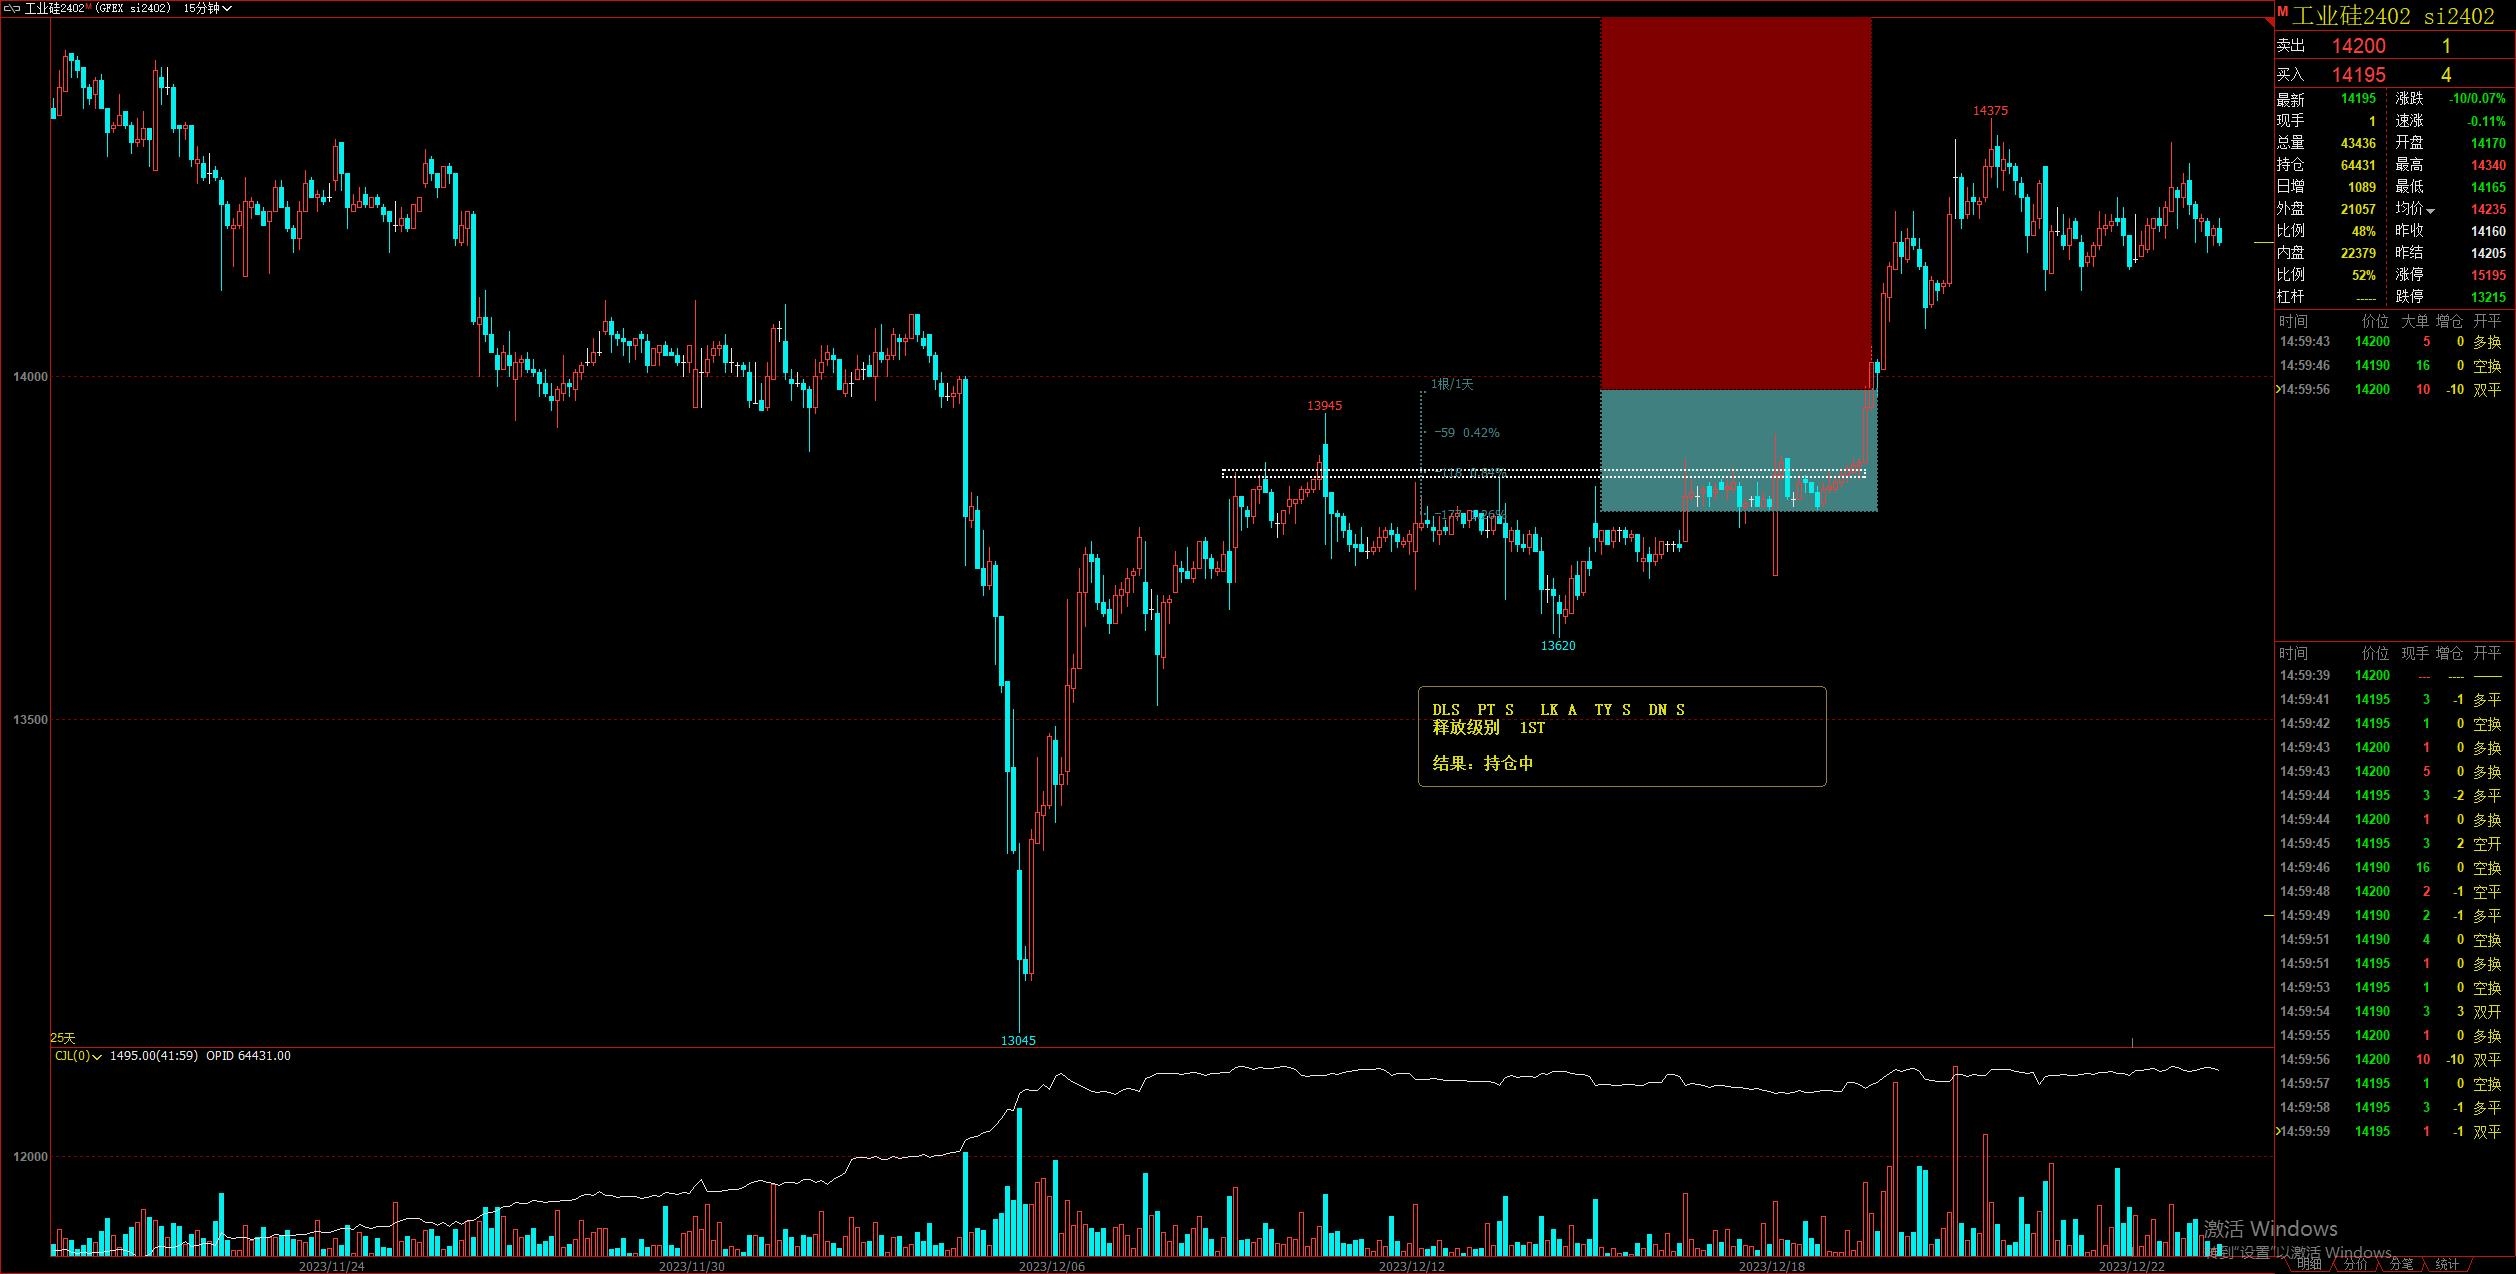 工业硅2402M(GFEX si2402) 15分钟
14375
14000
1根/1天
13945
-59 0.42%
-118 0.84%
13620
13500
DLS PT S LK A TY S DN S
释放级别 1ST
结果：持仓中
25天
13045
CJL(0) 1495.00(41:59) OPID 64431.00
12000
2023/11/24 2023/11/30 2023/12/06 2023/12/12 2023/12/18 2023/12/22
M 工业硅2402 si2402
卖出 14200 1
买入 14195 4
最新 14195 涨跌 -10/0.07%
现手 1 速涨 -0.11%
总量 43436 开盘 14170
持仓 64431 最高 14340
日增 1089 最低 14165
外盘 21057 均价 14235
比例 48% 昨收 14160
内盘 22379 昨结 14205
比例 52% 涨停 15195
杠杆 ----- 跌停 13215
时间 价位 大单 增仓 开平
14:59:43 14200 5 0 多换
14:59:46 14190 16 0 空换
14:59:56 14200 10 -10 双平
时间 价位 现手 增仓 开平
14:59:39 14200 --- ---- ——
14:59:41 14195 3 -1 多平
14:59:42 14195 1 0 空换
14:59:43 14200 1 0 多换
14:59:43 14200 5 0 多换
14:59:44 14195 3 -2 多平
14:59:44 14200 1 0 多换
14:59:45 14195 3 2 空开
14:59:46 14190 16 0 空换
14:59:48 14200 2 -1 空平
14:59:49 14190 2 -1 多平
14:59:51 14190 4 0 空换
14:59:51 14195 1 0 多换
14:59:53 14195 1 0 空换
14:59:54 14190 3 3 双开
14:59:55 14200 1 0 多换
14:59:56 14200 10 -10 双平
14:59:57 14195 1 0 空换
14:59:58 14195 3 -1 多平
14:59:59 14195 1 -1 双平
激活 Windows
转到"设置"以激活 Windows。
明细 分价 分笔 统计